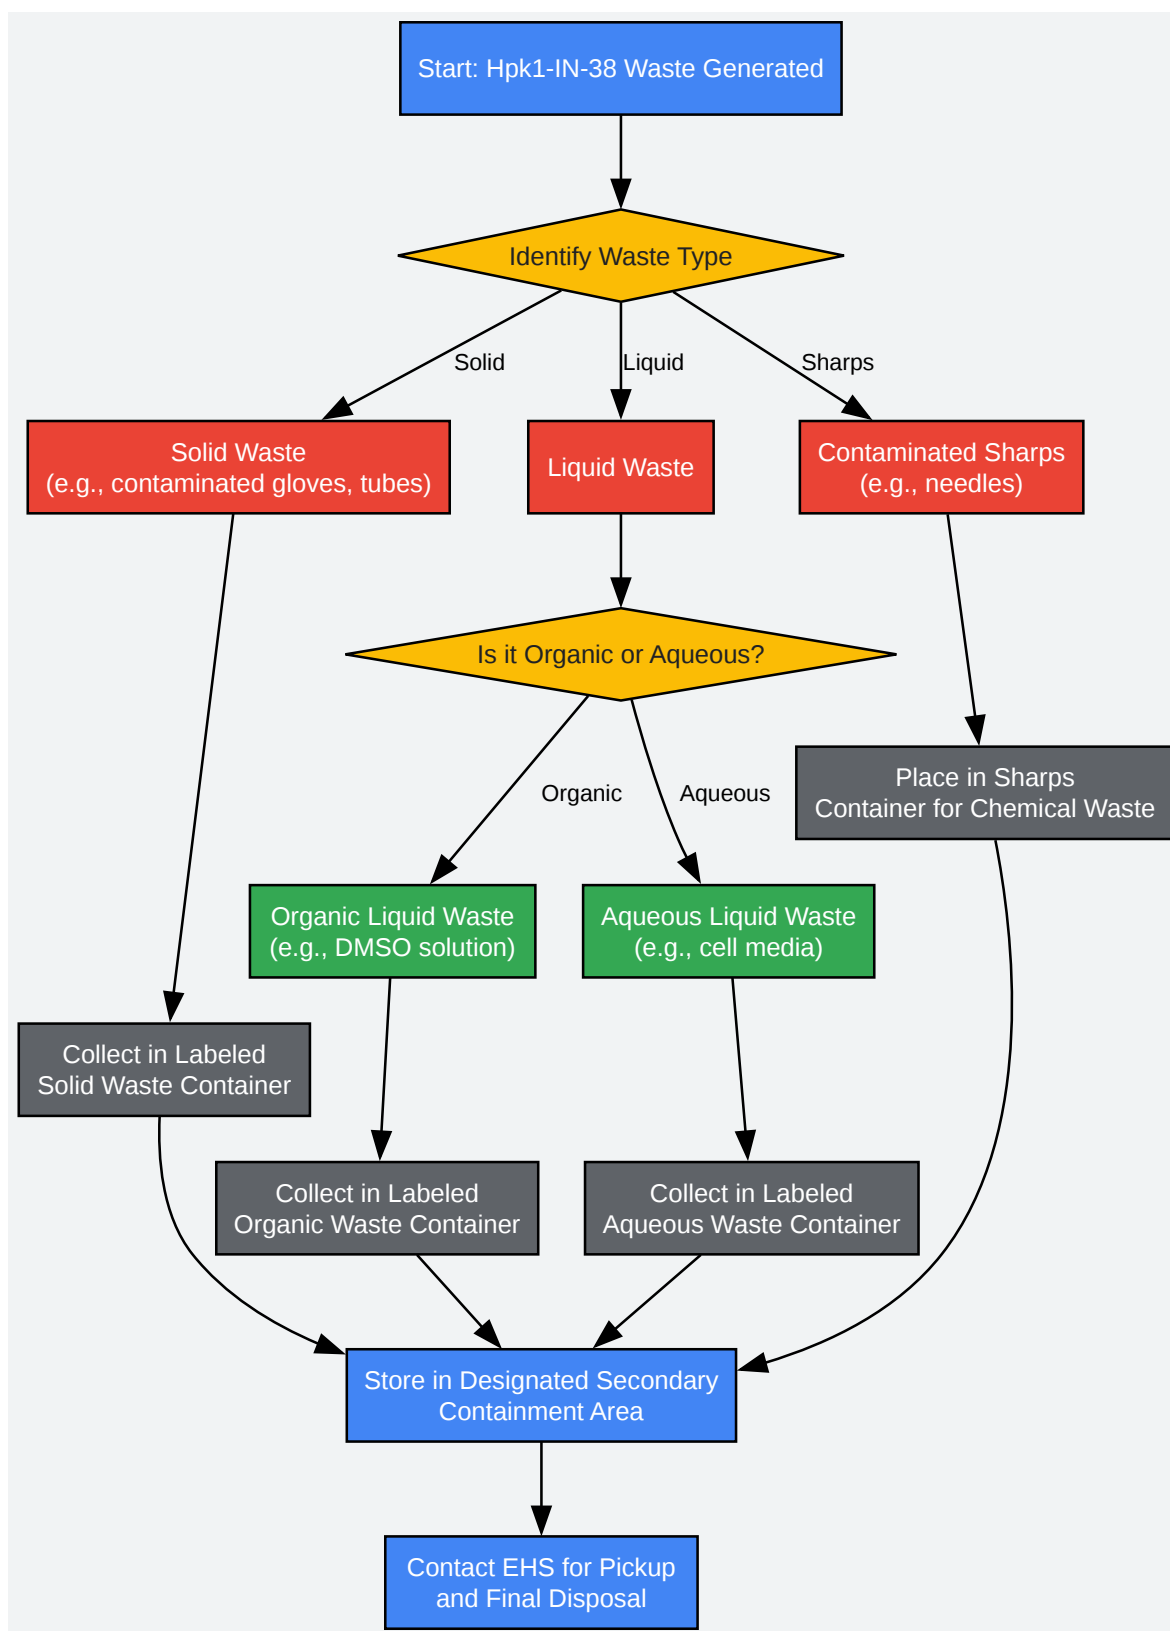 Start: Hpk1-IN-38 Waste Generated
Identify Waste Type
Solid
Liquid
Sharps
Solid Waste
(e.g., contaminated gloves, tubes)
Liquid Waste
Contaminated Sharps
(e.g., needles)
Is it Organic or Aqueous?
Organic
Aqueous
Place in Sharps
Container for Chemical Waste
Organic Liquid Waste
(e.g., DMSO solution)
Aqueous Liquid Waste
(e.g., cell media)
Collect in Labeled
Solid Waste Container
Collect in Labeled
Organic Waste Container
Collect in Labeled
Aqueous Waste Container
Store in Designated Secondary
Containment Area
Contact EHS for Pickup
and Final Disposal